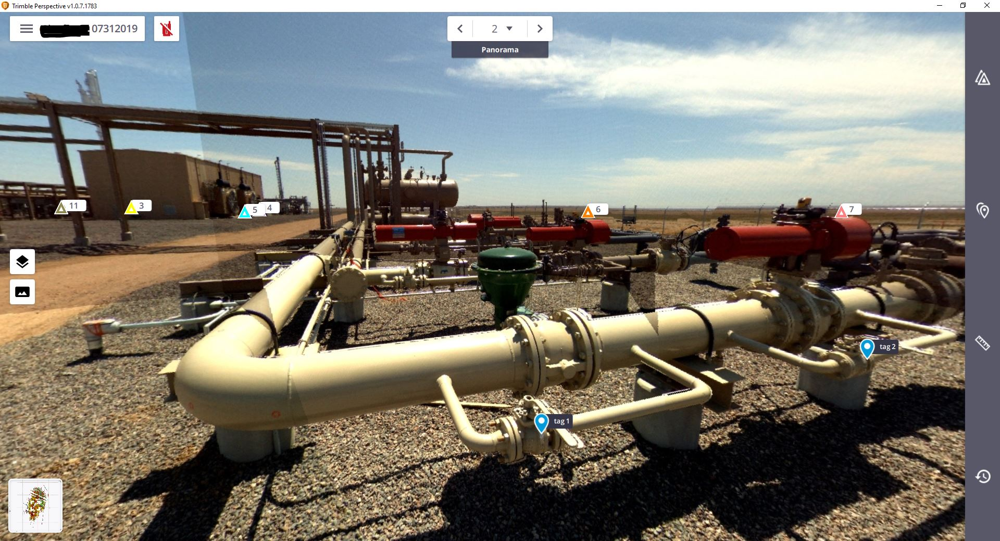 Trimble Perspective v1.0.7.1783
07312019
2
Panorama
11
3
5
4
6
7
tag 2
tag 1